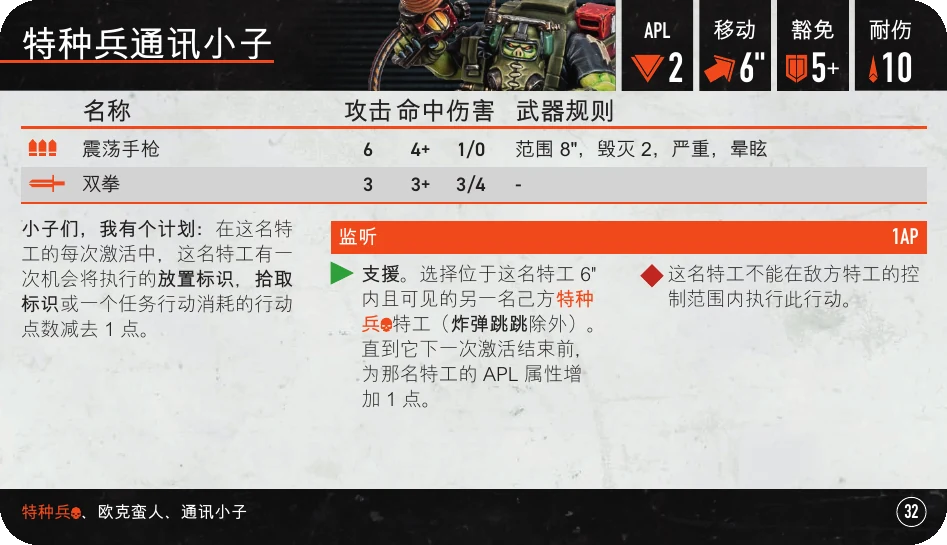 特种兵通讯小子
APL 移动 豁免 耐伤
2 6" 5+ 10
名称 攻击 命中 伤害 武器规则
震荡手枪 6 4+ 1/0 范围 8"，毁灭 2，严重，晕眩
双拳 3 3+ 3/4 -
小子们，我有个计划：在这名特
工的每次激活中，这名特工有一
次机会将执行的放置标识，拾取
标识或一个任务行动消耗的行动
点数减去 1 点。
监听 1AP
支援。选择位于这名特工 6"
内且可见的另一名己方特种
兵特工（炸弹跳跳除外）。
直到它下一次激活结束前，
为那名特工的 APL 属性增
加 1 点。
这名特工不能在敌方特工的控
制范围内执行此行动。
特种兵、欧克蛮人、通讯小子
32